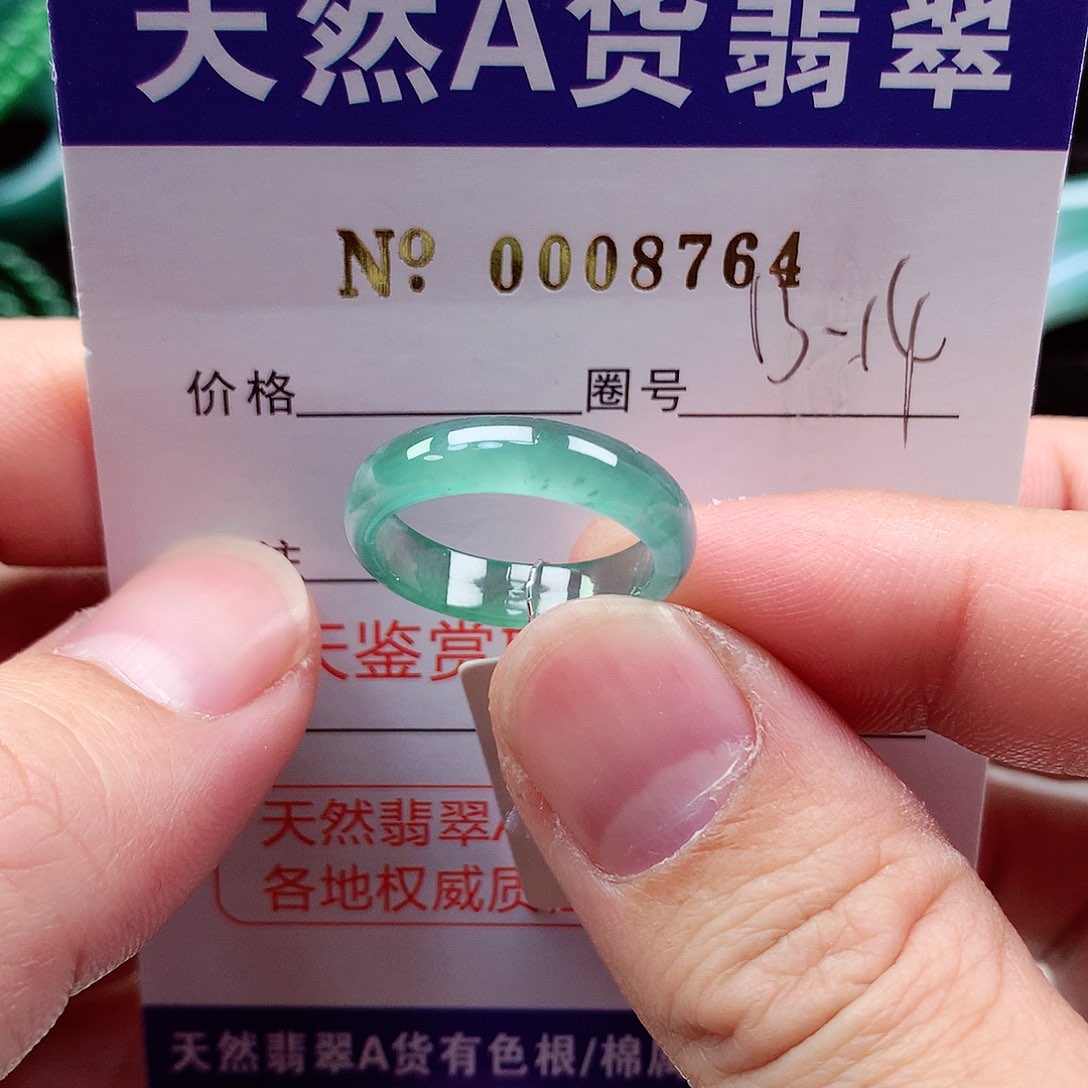 天然A货翡翠
No 0008764
13-14
价格 圈号
天鉴赏
天然翡翠
各地权威质
天然翡翠A货有色根/棉